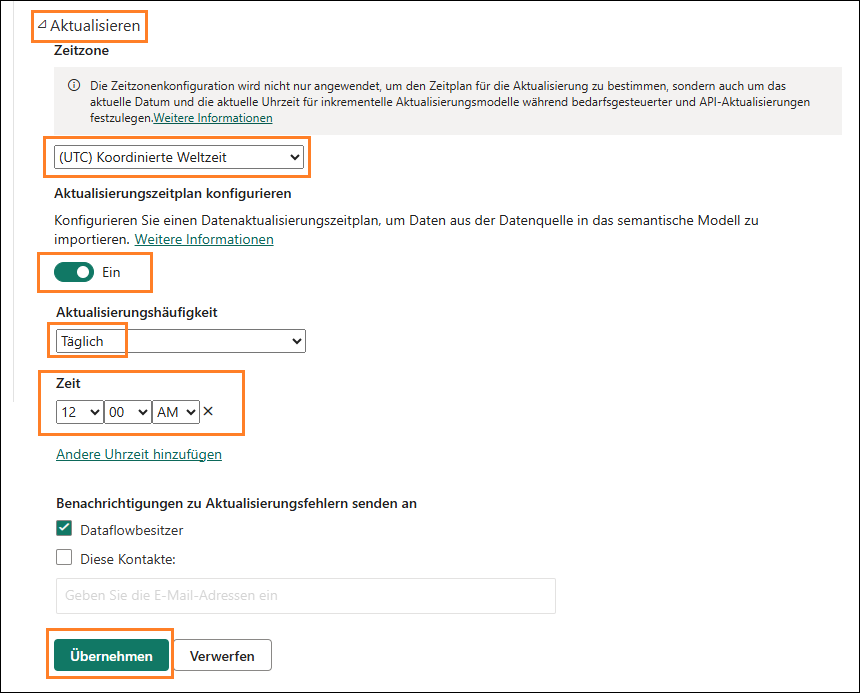 Aktualisieren
Zeitzone
Die Zeitzonenkonfiguration wird nicht nur angewendet, um den Zeitplan für die Aktualisierung zu bestimmen, sondern auch um das
aktuelle Datum und die aktuelle Uhrzeit für inkrementelle Aktualisierungsmodelle während bedarfsgesteuerter und API-Aktualisierungen
festzulegen.Weitere Informationen
(UTC) Koordinierte Weltzeit
Aktualisierungszeitplan konfigurieren
Konfigurieren Sie einen Datenaktualisierungszeitplan, um Daten aus der Datenquelle in das semantische Modell zu
importieren. Weitere Informationen
Ein
Aktualisierungshäufigkeit
Täglich
Zeit
12 00 AM
Andere Uhrzeit hinzufügen
Benachrichtigungen zu Aktualisierungsfehlern senden an
Dataflowbesitzer
Diese Kontakte:
Geben Sie die E-Mail-Adressen ein
Übernehmen Verwerfen